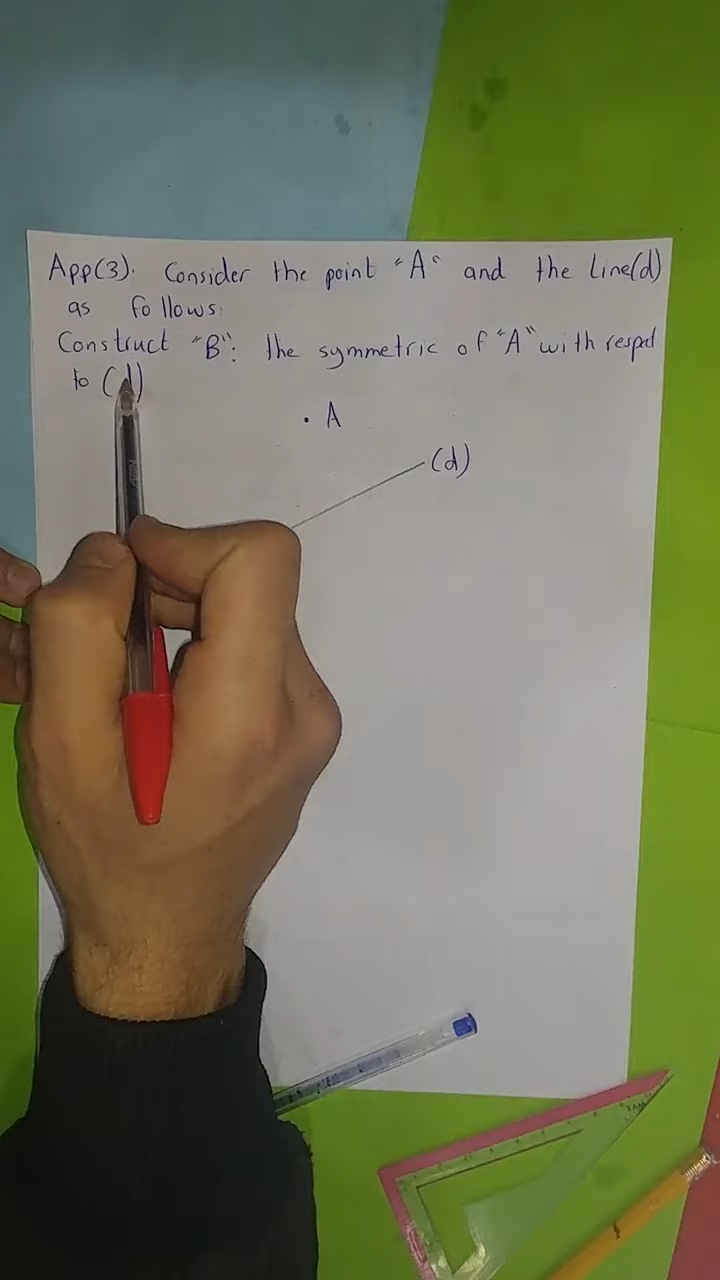 App(3). Consider the point "A" and the Line(d)
as follows:
Construct "B": the symmetric of "A" with respect
to (d)
. A
(d)